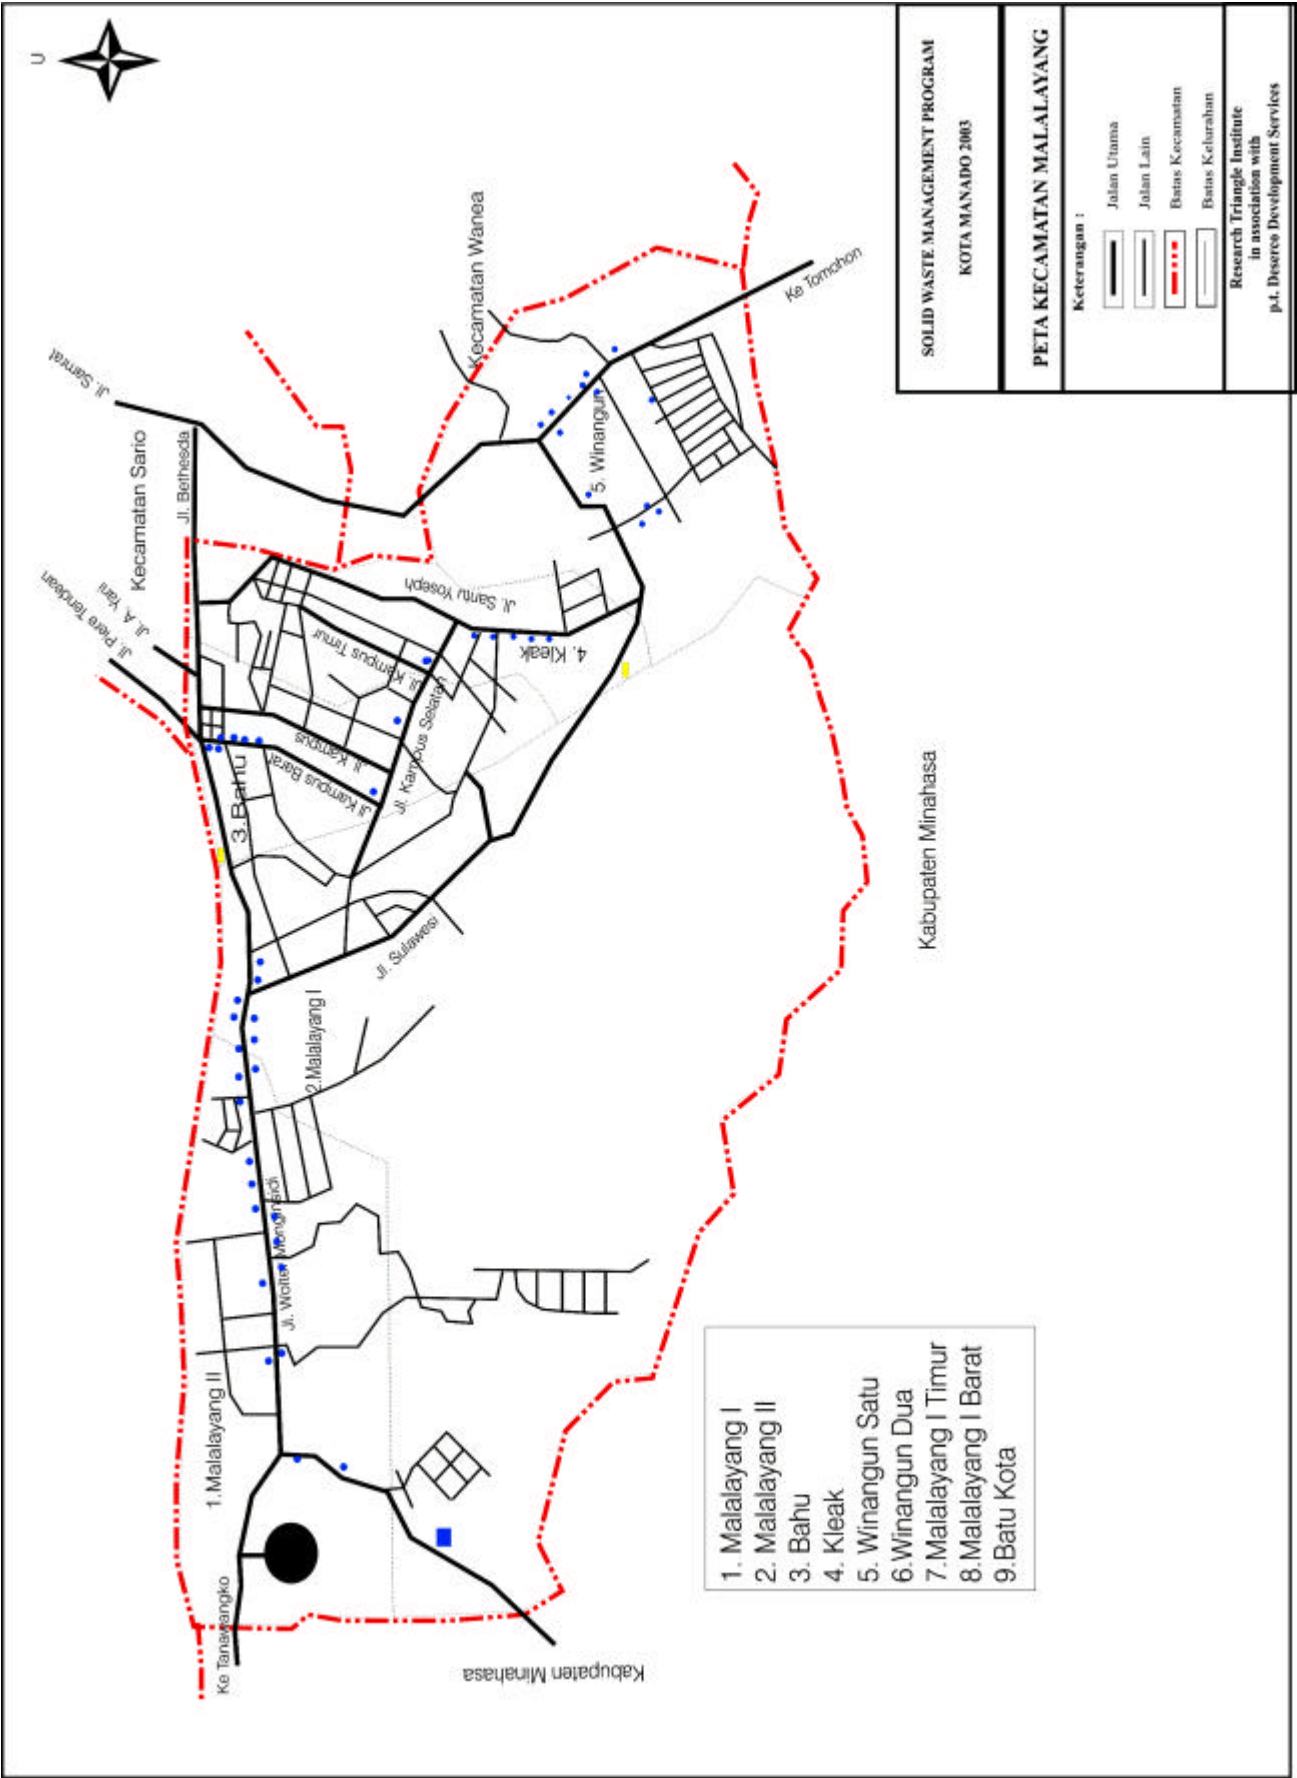 U
SOLID WASTE MANAGEMENT PROGRAM
KOTA MANADO 2003
PETA KECAMATAN MALALAYANG
Keterangan :
Jalan Utama
Jalan Lain
Batas Kecamatan
Batas Kelurahan
Research Triangle Institute
in association with
p.t. Deserco Development Services
Jl. Samrat
Kecamatan Wanea
Ke Tomohon
Kecamatan Sario
Jl. Bethesda
Jl. A. Yani
Jl. Piere Tendean
5. Winangun
Jl. Santu Yoseph
4. Kleak
Jl. Kampus Timur
Jl. Kampus Selatan
Jl Kampus
Jl Kampus Barat
3.Bahu
Jl. Sulawesi
2.Malalayang I
Jl. Wolter Monginsidi
1.Malalayang II
Ke Tanawangko
Kabupaten Minahasa
Kabupaten Minahasa
1. Malalayang I
2. Malalayang II
3. Bahu
4. Kleak
5. Winangun Satu
6.Winangun Dua
7.Malalayang I Timur
8.Malalayang I Barat
9.Batu Kota